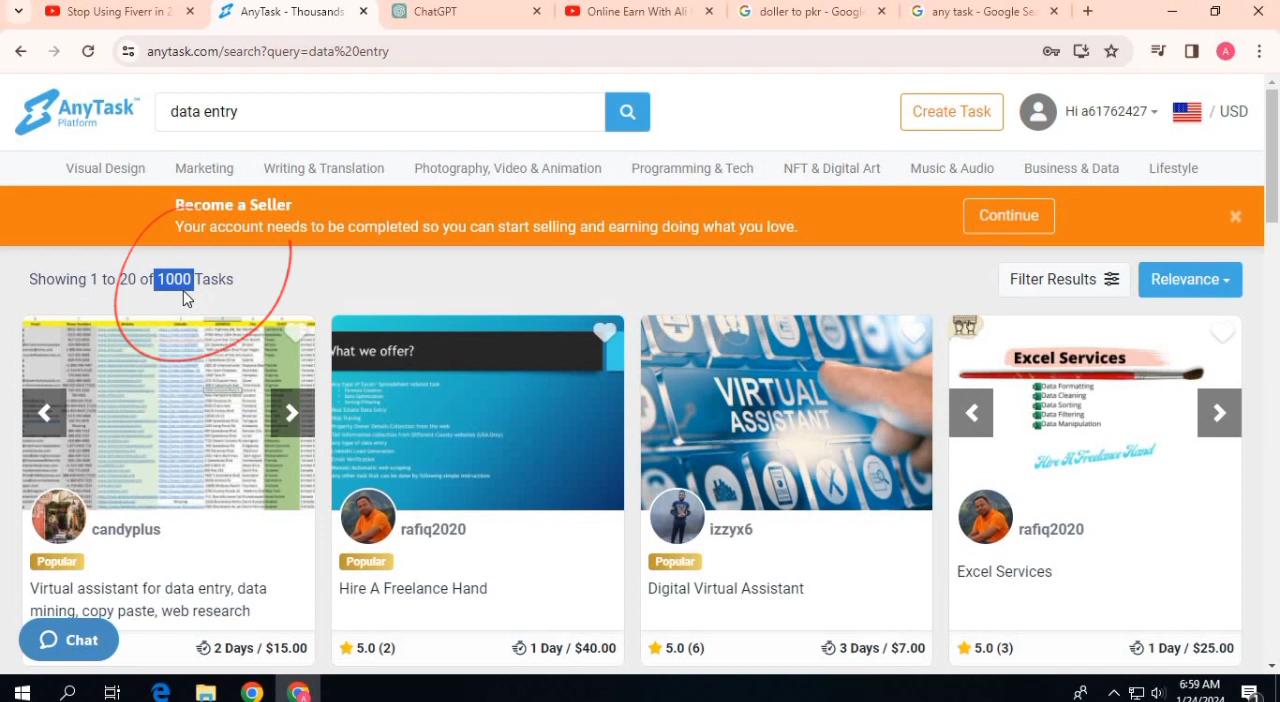 Stop Using Fiverr in 2
AnyTask - Thousands
ChatGPT
Online Earn With Ali
doller to pkr - Google
any task - Google Se
anytask.com/search?query=data%20entry
A
AnyTask™
Platform
data entry
Create Task
Hi a61762427
/ USD
Visual Design
Marketing
Writing & Translation
Photography, Video & Animation
Programming & Tech
NFT & Digital Art
Music & Audio
Business & Data
Lifestyle
Become a Seller
Your account needs to be completed so you can start selling and earning doing what you love.
Continue
Showing 1 to 20 of 1000 Tasks
Filter Results
Relevance
What we offer?
Any type of data entry
VIRTUAL
ASSISTANT
Excel Services
Data Formatting
Data Cleaning
Data Sorting
Data Filtering
Data Manipulation
Hire A Freelance Hand
candyplus
rafiq2020
izzyx6
rafiq2020
Popular
Popular
Popular
Virtual assistant for data entry, data
mining, copy paste, web research
Hire A Freelance Hand
Digital Virtual Assistant
Excel Services
Chat
2 Days / $15.00
5.0 (2)
1 Day / $40.00
5.0 (6)
3 Days / $7.00
5.0 (3)
1 Day / $25.00
6:59 AM
1/24/2024